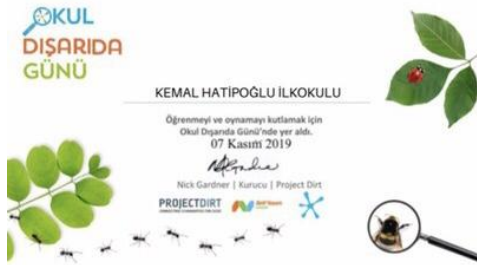 OKUL
DIŞARIDA
GÜNÜ
KEMAL HATİPOĞLU İLKOKULU
Öğrenmeyi ve oynamayı kutlamak için
Okul Dışarıda Günü'nde yer aldı.
07 Kasım 2019
Nick Gardner | Kurucu | Project Dirt
PROJECTDIRT